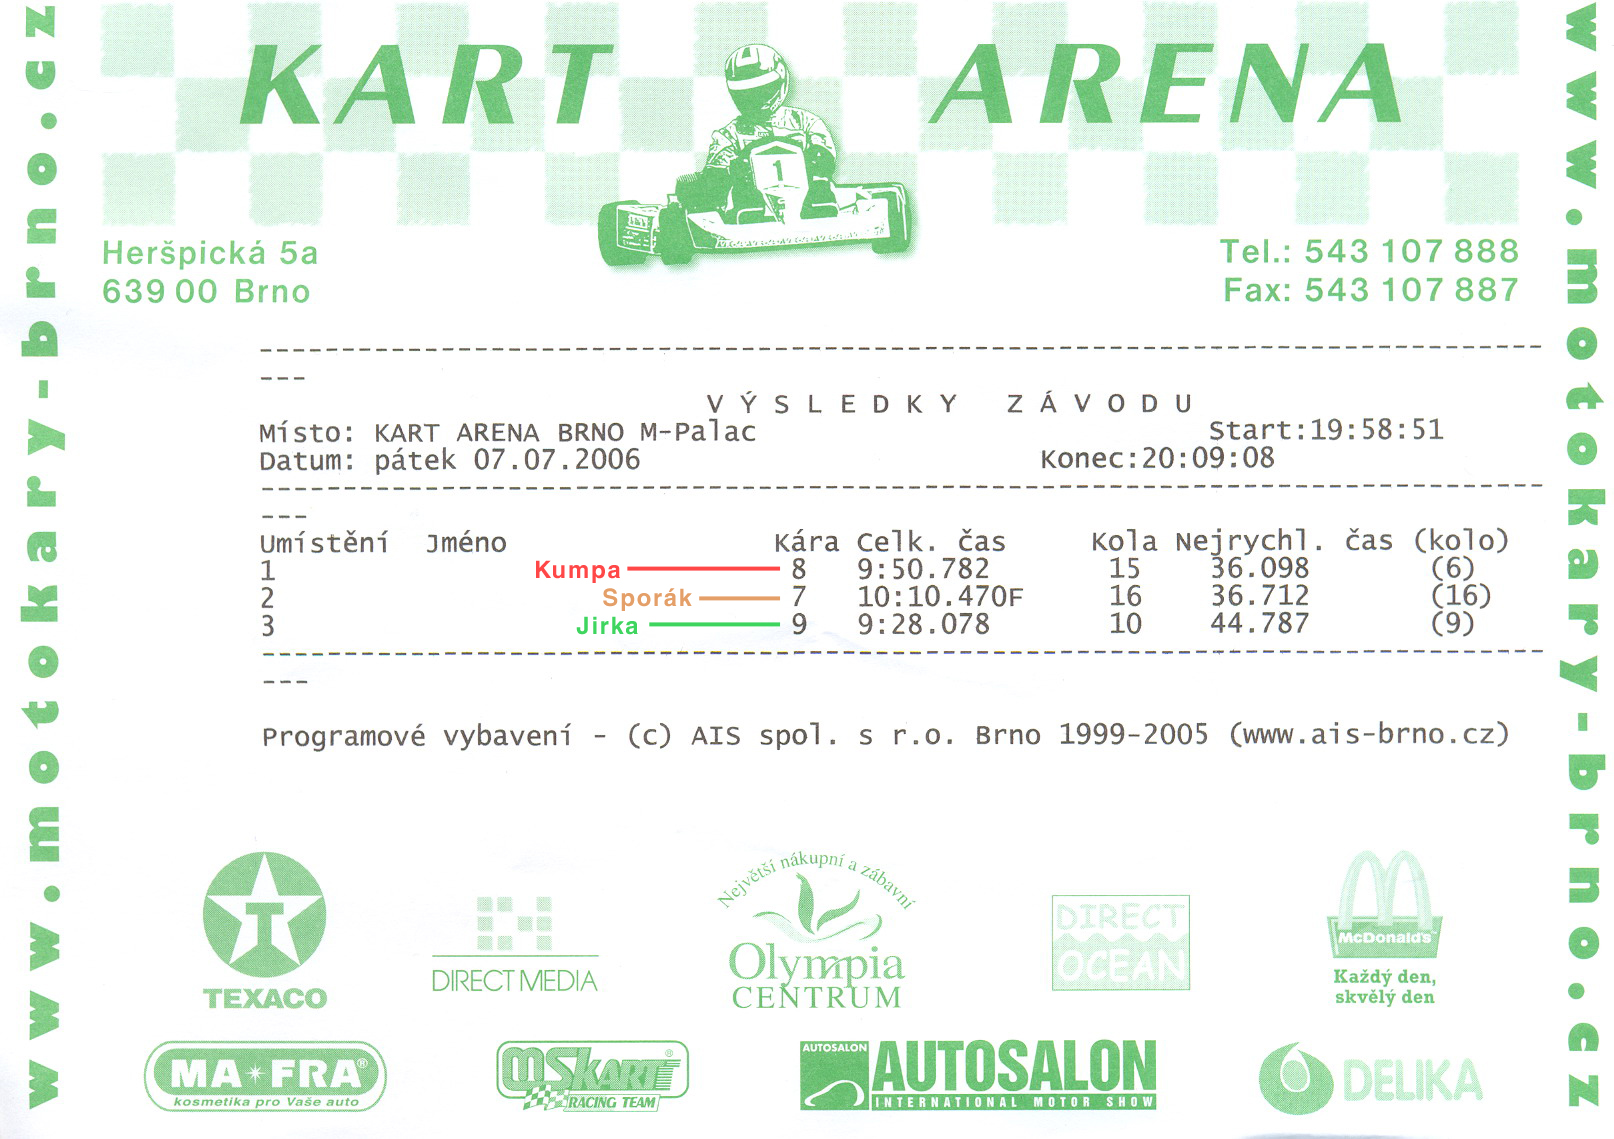 KART ARENA
1
www.motokary-brno.cz
www.motokary-brno.cz
Heršpická 5a
639 00 Brno
Tel.: 543 107 888
Fax: 543 107 887
--------------------------------------------------------------------------------
---
V Ý S L E D K Y   Z Á V O D U
Místo: KART ARENA BRNO M-Palac Start:19:58:51
Datum: pátek 07.07.2006 Konec:20:09:08
--------------------------------------------------------------------------------
---
Umístění Jméno Kára Celk. čas Kola Nejrychl. čas (kolo)
1 Kumpa 8 9:50.782 15 36.098 (6)
2 Sporák 7 10:10.470F 16 36.712 (16)
3 Jirka 9 9:28.078 10 44.787 (9)
--------------------------------------------------------------------------------
---
Programové vybavení - (c) AIS spol. s r.o. Brno 1999-2005 (www.ais-brno.cz)
T
TEXACO
DIRECT MEDIA
Největší nákupní a zábavní
Olympia
CENTRUM
DIRECT
OCEAN
McDonald's
Každý den,
skvělý den
MA*FRA®
kosmetika pro Vaše auto
MSKART®
RACING TEAM
AUTOSALON
AUTOSALON
INTERNATIONAL MOTOR SHOW
DELIKA